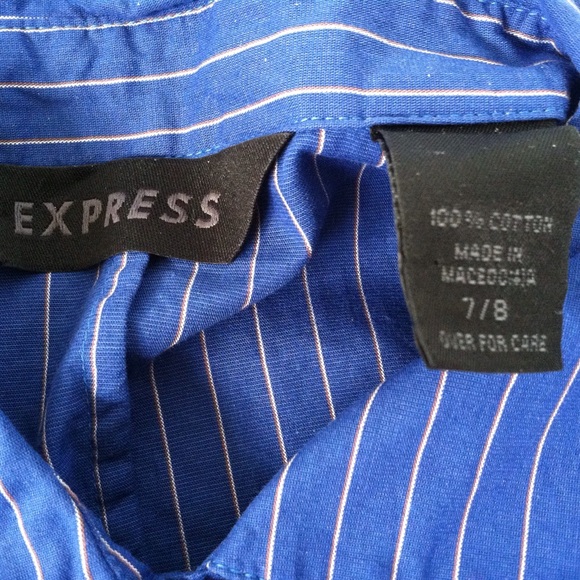 EXPRESS
100% COTTON
MADE IN
MACEDONIA
7/8
OVER FOR CARE